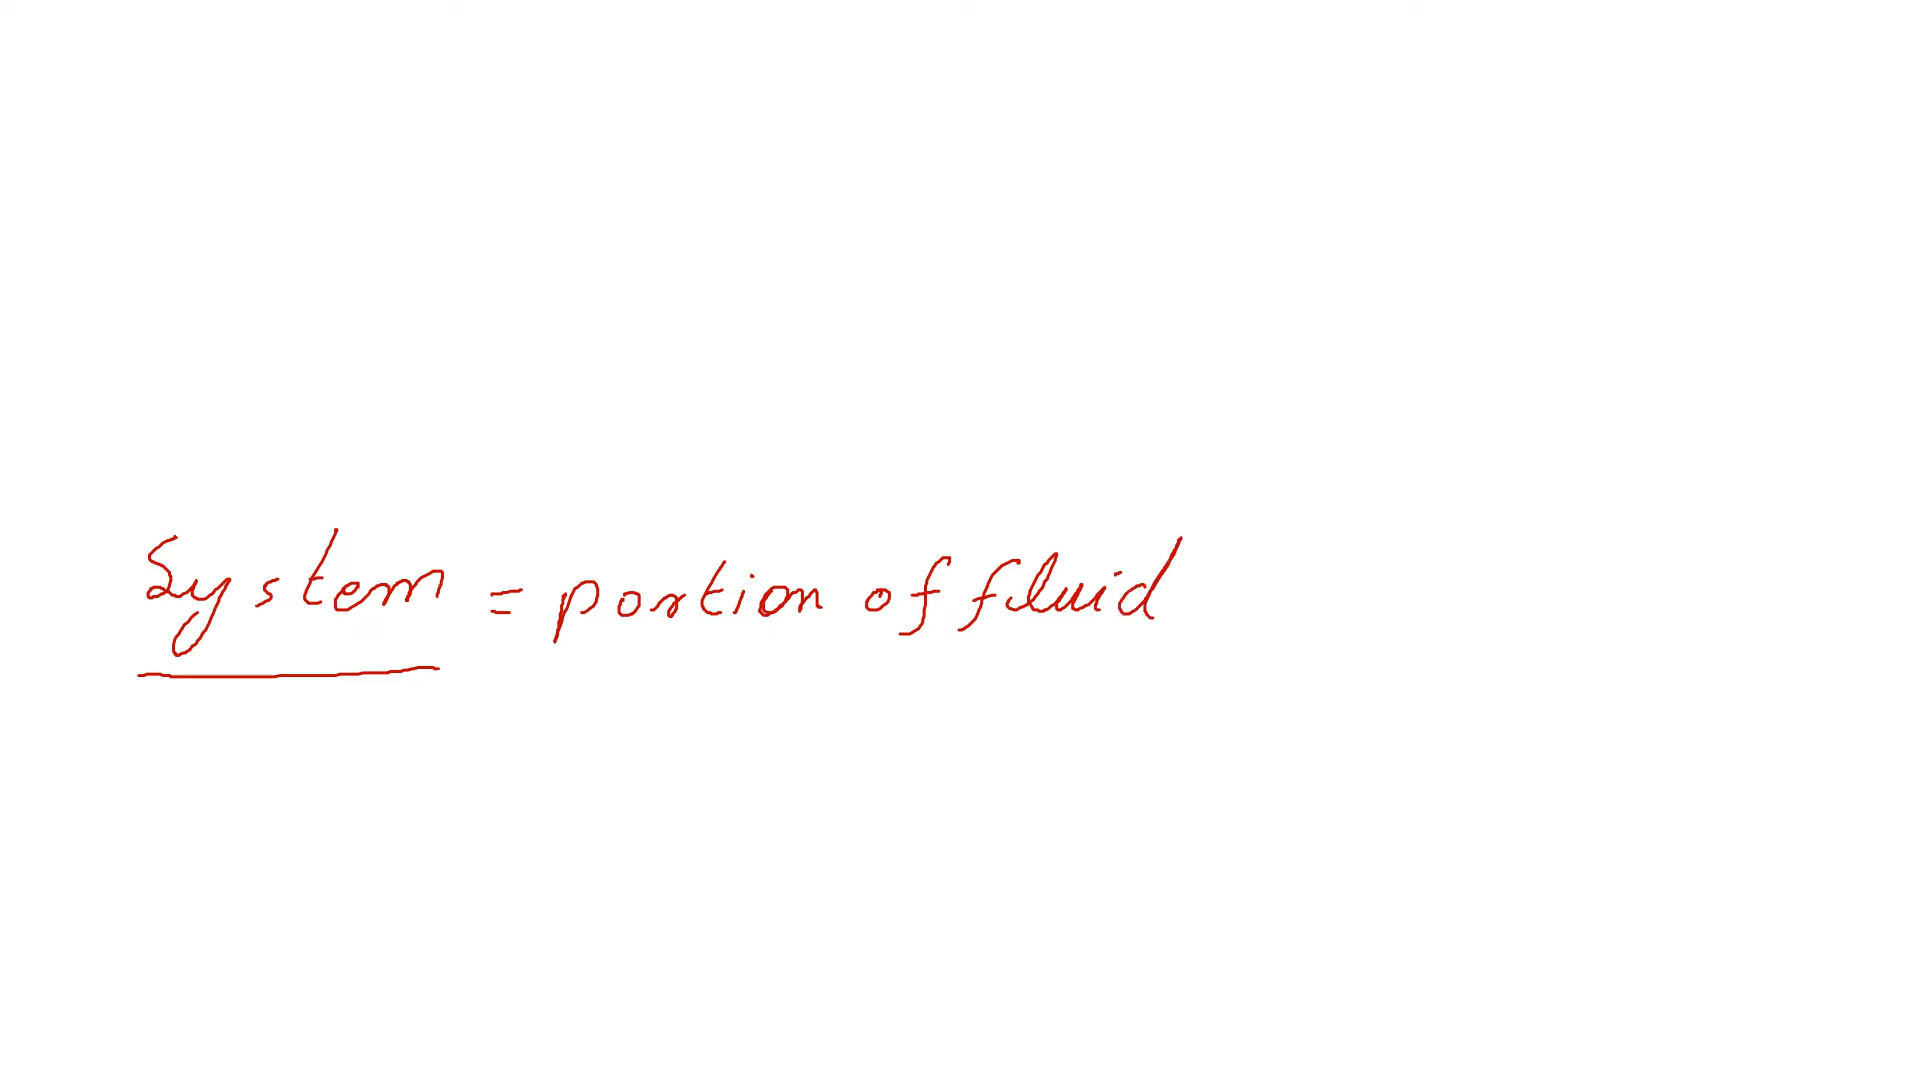 System = portion of fluid